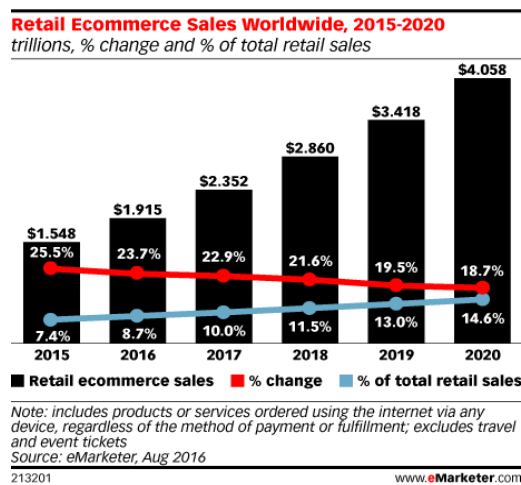 Retail Ecommerce Sales Worldwide, 2015-2020
trillions, % change and % of total retail sales
$4.058
$3.418
$2.860
$2.352
$1.915
$1.548
25.5% 23.7% 22.9% 21.6% 19.5% 18.7%
7.4% 8.7% 10.0% 11.5% 13.0% 14.6%
2015 2016 2017 2018 2019 2020
Retail ecommerce sales % change % of total retail sales
Note: includes products or services ordered using the internet via any
device, regardless of the method of payment or fulfillment; excludes travel
and event tickets
Source: eMarketer, Aug 2016
213201 www.eMarketer.com